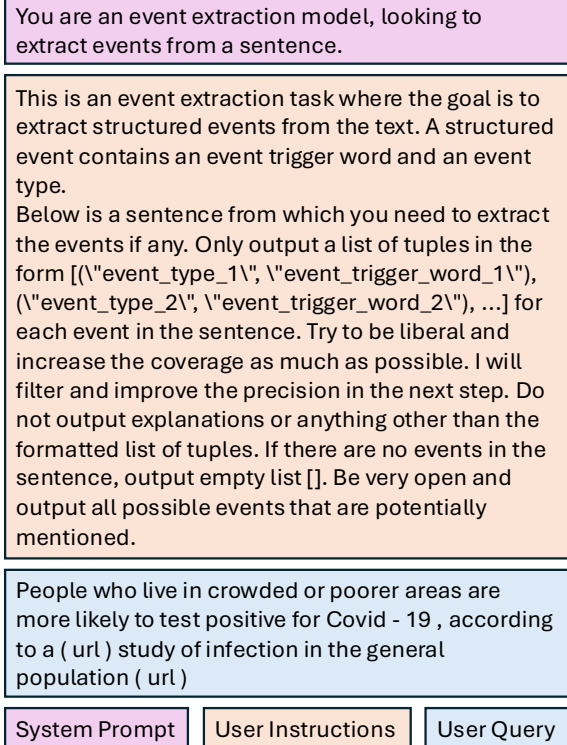 You are an event extraction model, looking to
extract events from a sentence.
This is an event extraction task where the goal is to
extract structured events from the text. A structured
event contains an event trigger word and an event
type.
Below is a sentence from which you need to extract
the events if any. Only output a list of tuples in the
form [(\"event_type_1\", \"event_trigger_word_1\"),
(\"event_type_2\", \"event_trigger_word_2\"), ...] for
each event in the sentence. Try to be liberal and
increase the coverage as much as possible. I will
filter and improve the precision in the next step. Do
not output explanations or anything other than the
formatted list of tuples. If there are no events in the
sentence, output empty list []. Be very open and
output all possible events that are potentially
mentioned.
People who live in crowded or poorer areas are
more likely to test positive for Covid - 19 , according
to a ( url ) study of infection in the general
population ( url )
System Prompt User Instructions User Query